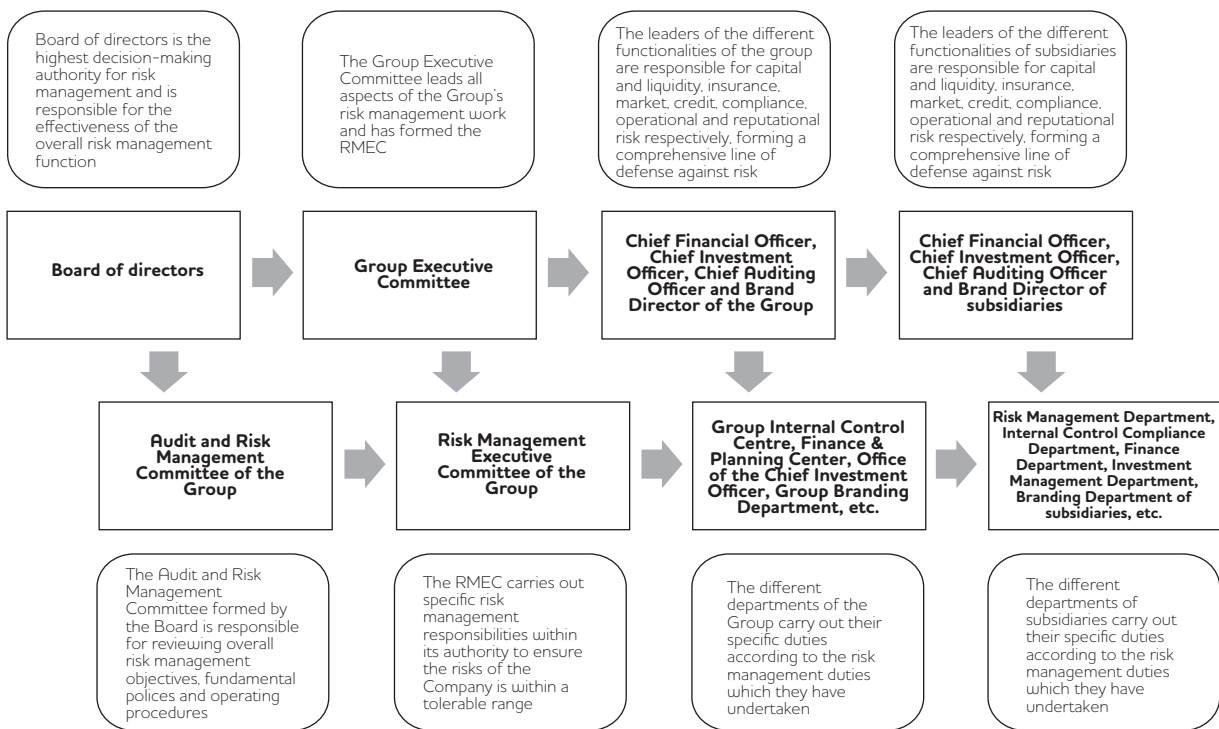 Board of directors is the
highest decision-making
authority for risk
management and is
responsible for the
effectiveness of the
overall risk management
function
The Group Executive
Committee leads all
aspects of the Group's
risk management work
and has formed the
RMEC
The leaders of the different
functionalities of the group
are responsible for capital
and liquidity, insurance,
market, credit, compliance,
operational and reputational
risk respectively, forming a
comprehensive line of
defense against risk
The leaders of the different
functionalities of subsidiaries
are responsible for capital
and liquidity, insurance,
market, credit, compliance,
operational and reputational
risk respectively, forming a
comprehensive line of
defense against risk
Board of directors
Group Executive
Committee
Chief Financial Officer,
Chief Investment
Officer, Chief Auditing
Officer and Brand
Director of the Group
Chief Financial Officer,
Chief Investment Officer,
Chief Auditing Officer
and Brand Director of
subsidiaries
Audit and Risk
Management
Committee of the
Group
Risk Management
Executive
Committee of the
Group
Group Internal Control
Centre, Finance &
Planning Center, Office
of the Chief Investment
Officer, Group Branding
Department, etc.
Risk Management Department,
Internal Control Compliance
Department, Finance
Department, Investment
Management Department,
Branding Department of
subsidiaries, etc.
The Audit and Risk
Management
Committee formed by
the Board is responsible
for reviewing overall
risk management
objectives, fundamental
polices and operating
procedures
The RMEC carries out
specific risk
management
responsibilities within
its authority to ensure
the risks of the
Company is within a
tolerable range
The different
departments of the
Group carry out their
specific duties
according to the risk
management duties
which they have
undertaken
The different
departments of
subsidiaries carry out
their specific duties
according to the risk
management duties
which they have
undertaken